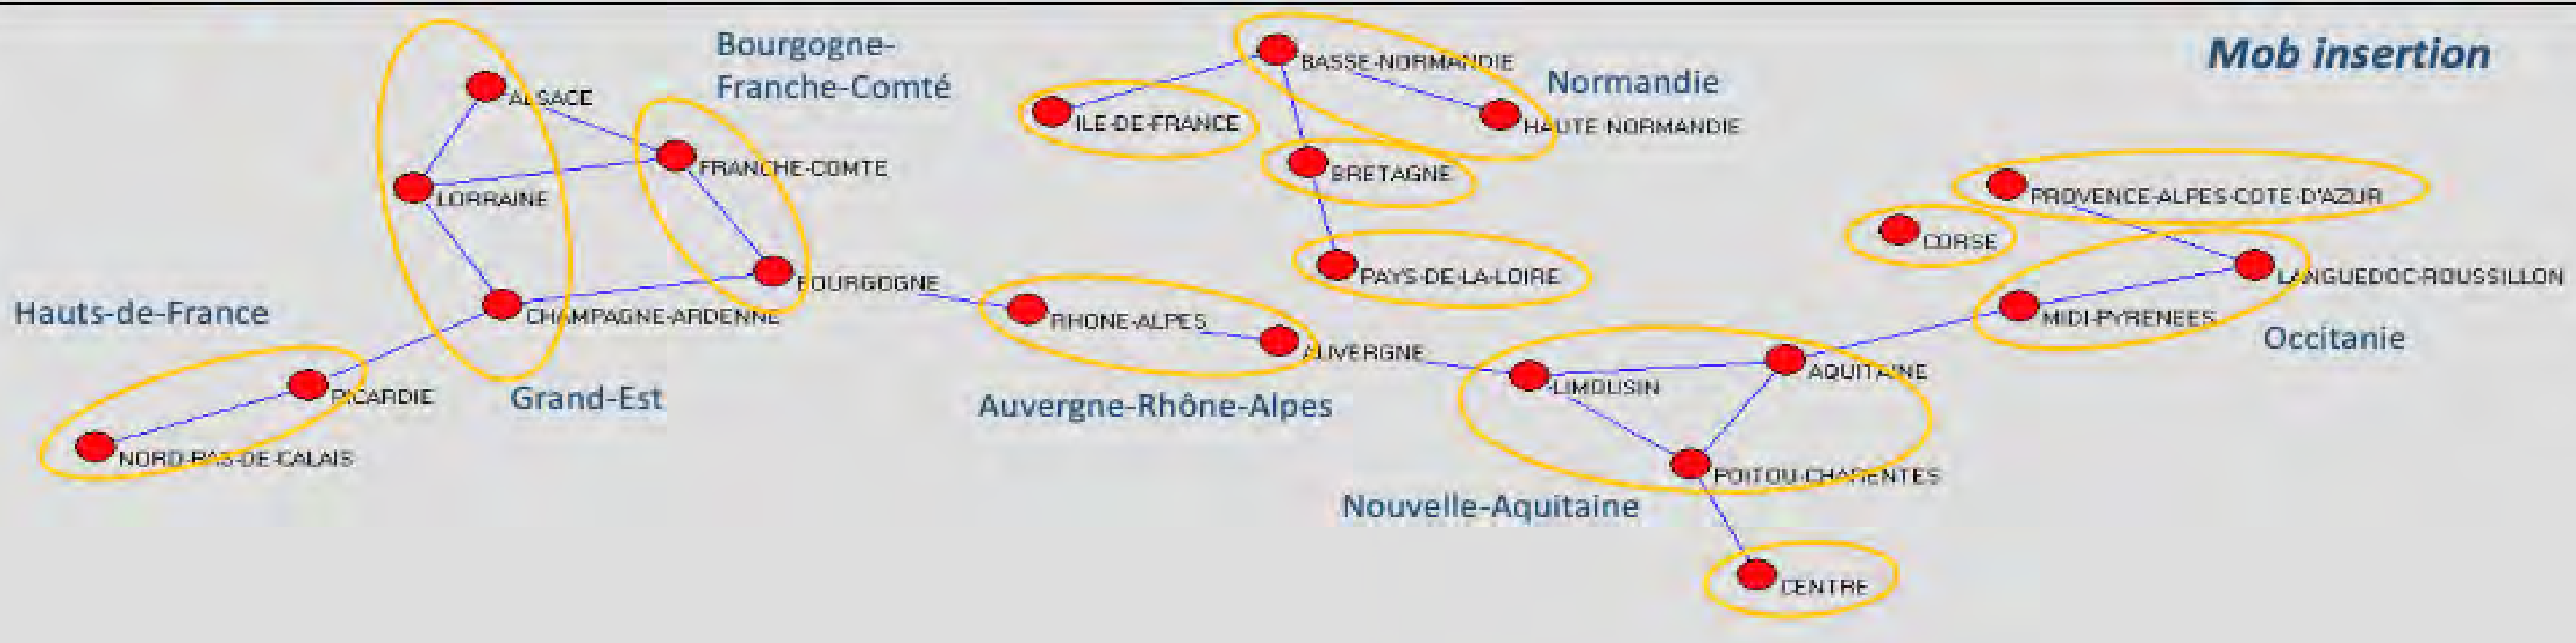 Mob insertion
Bourgogne-
Franche-Comté
BASSE-NORMANDIE
Normandie
ALSACE
ILE-DE-FRANCE
HAUTE-NORMANDIE
FRANCHE-COMTE
BRETAGNE
LORRAINE
PROVENCE-ALPES-COTE-D'AZUR
CORSE
BOURGOGNE
PAYS-DE-LA-LOIRE
LANGUEDOC-ROUSSILLON
Hauts-de-France
CHAMPAGNE-ARDENNE
RHONE-ALPES
MIDI-PYRENEES
Occitanie
AUVERGNE
PICARDIE
Grand-Est
Auvergne-Rhône-Alpes
LIMOUSIN
AQUITAINE
NORD-PAS-DE-CALAIS
POITOU-CHARENTES
Nouvelle-Aquitaine
CENTRE